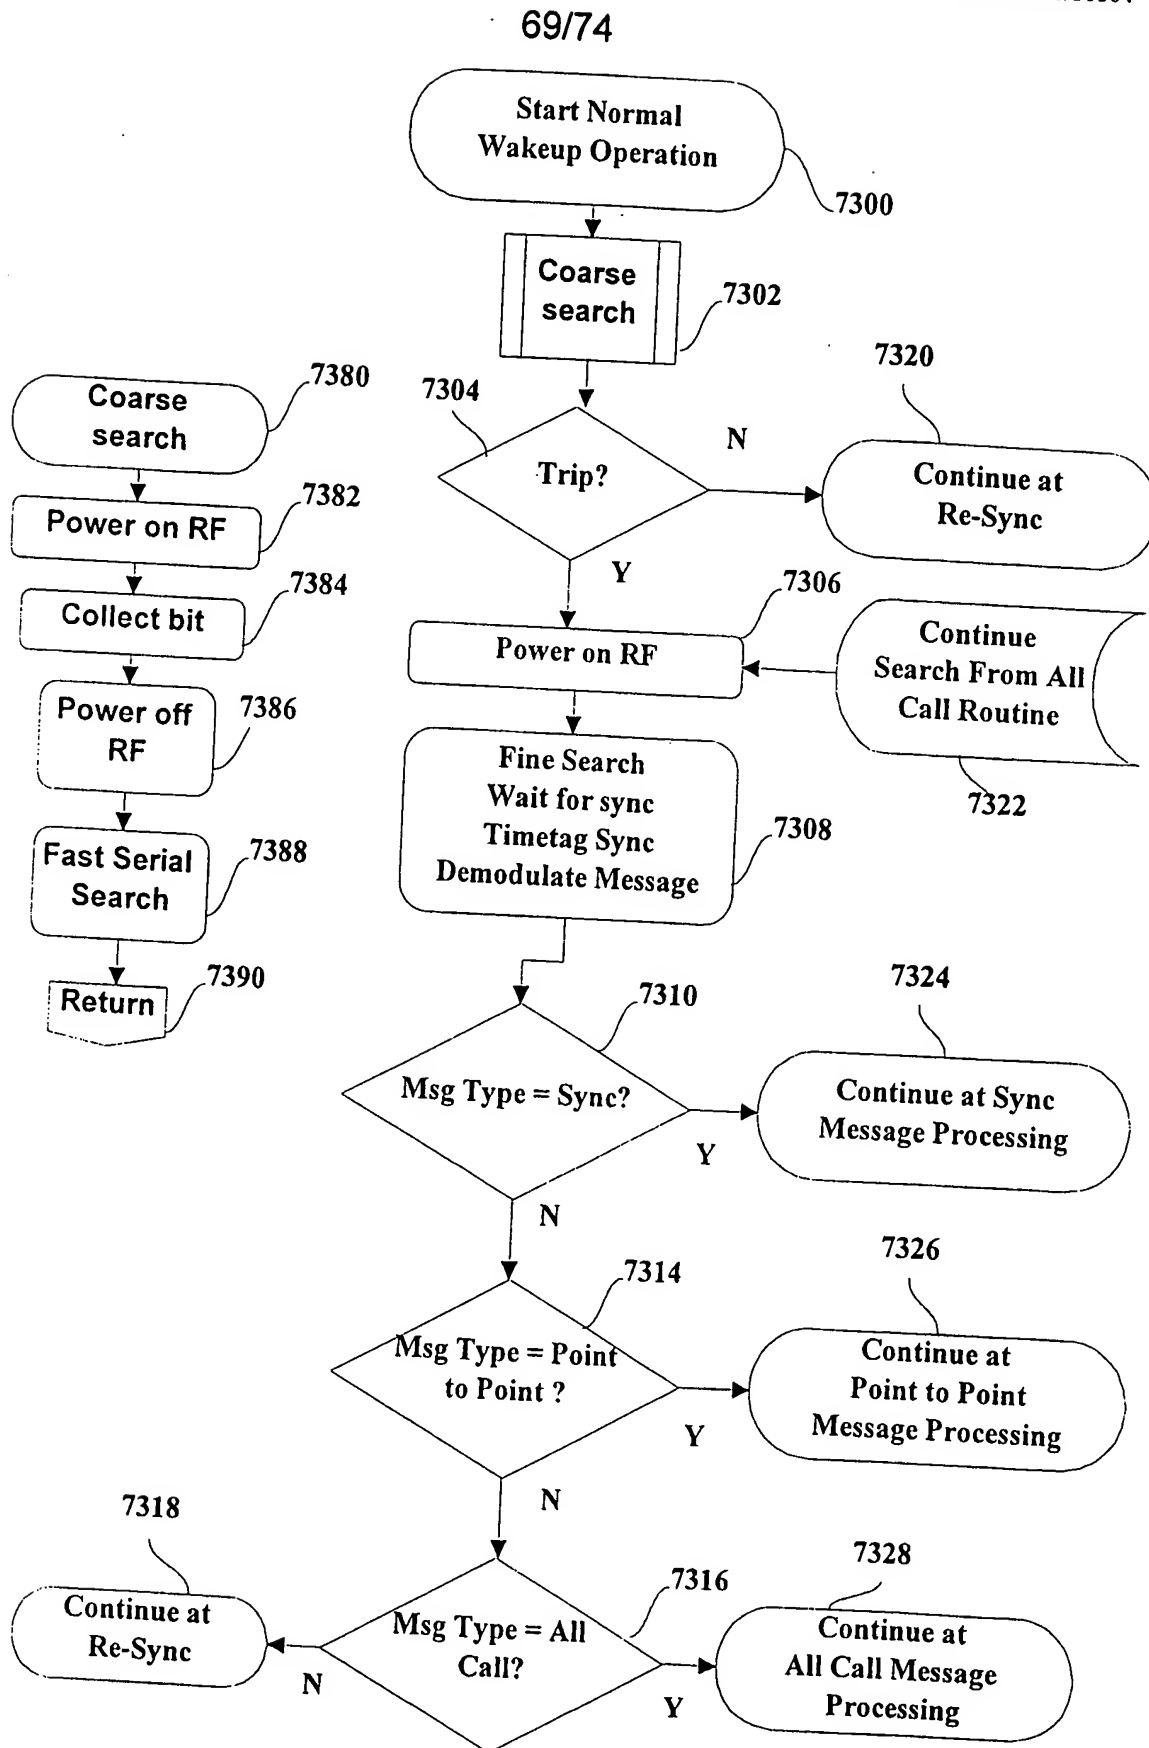 69/74
Start Normal
Wakeup Operation
7300
Coarse
search
7302
7304
Trip?
N
Y
7320
Continue at
Re-Sync
7380
Coarse
search
7382
Power on RF
7384
Collect bit
7386
Power off
RF
7388
Fast Serial
Search
7390
Return
7306
Power on RF
Continue
Search From All
Call Routine
7322
Fine Search
Wait for sync
Timetag Sync
Demodulate Message
7308
7310
Msg Type = Sync?
Y
N
7324
Continue at Sync
Message Processing
7314
Msg Type = Point
to Point ?
Y
N
7326
Continue at
Point to Point
Message Processing
7316
Msg Type = All
Call?
N
Y
7318
Continue at
Re-Sync
7328
Continue at
All Call Message
Processing